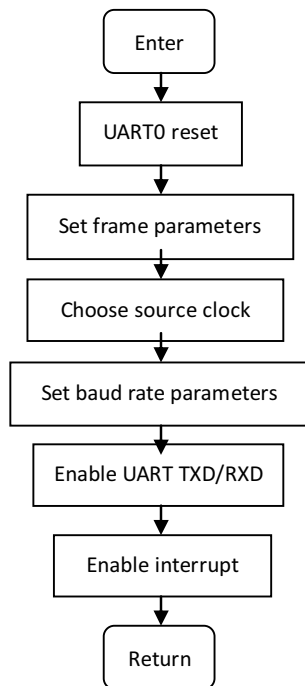 Enter
UART0 reset
Set frame parameters
Choose source clock
Set baud rate parameters
Enable UART TXD/RXD
Enable interrupt
Return